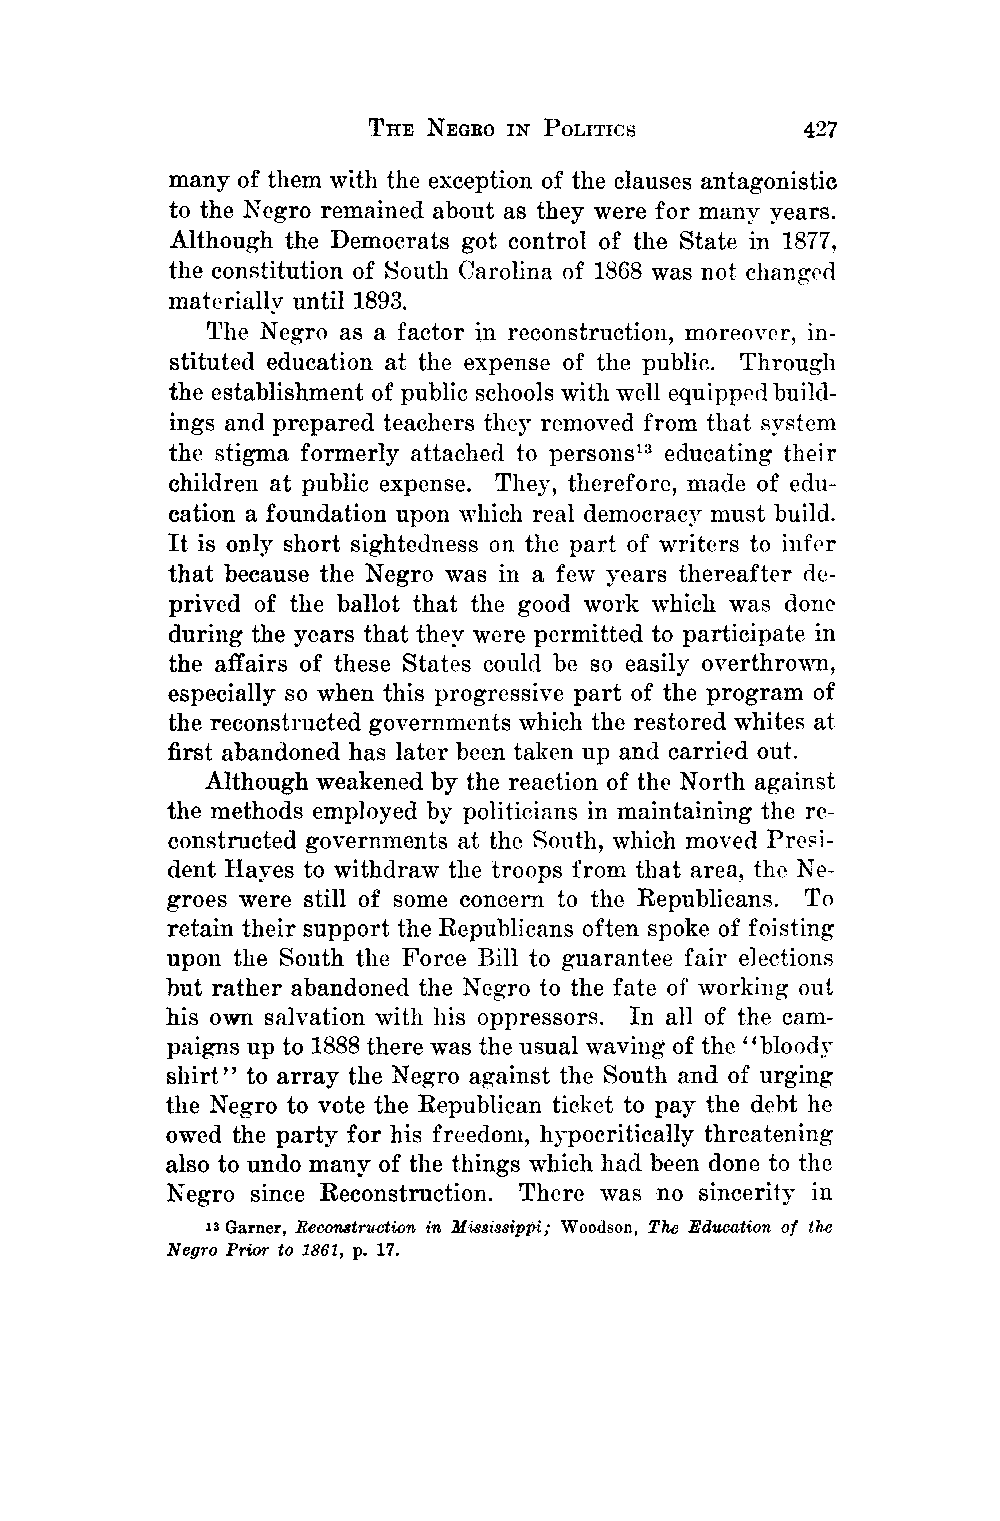 THE NEGRO IN POLITICS 427
many of them with the exception of the clauses antagonistic
to the Negro remained about as they were for many years.
Although the Democrats got control of the State in 1877,
the constitution of South Carolina of 1868 was not changed
materially until 1893.
The Negro as a factor in reconstruction, moreover, in-
stituted education at the expense of the public. Through
the establishment of public schools with well equipped build-
ings and prepared teachers they removed from that system
the stigma formerly attached to persons¹³ educating their
children at public expense. They, therefore, made of edu-
cation a foundation upon which real democracy must build.
It is only short sightedness on the part of writers to infer
that because the Negro was in a few years thereafter de-
prived of the ballot that the good work which was done
during the years that they were permitted to participate in
the affairs of these States could be so easily overthrown,
especially so when this progressive part of the program of
the reconstructed governments which the restored whites at
first abandoned has later been taken up and carried out.
Although weakened by the reaction of the North against
the methods employed by politicians in maintaining the re-
constructed governments at the South, which moved Presi-
dent Hayes to withdraw the troops from that area, the Ne-
groes were still of some concern to the Republicans. To
retain their support the Republicans often spoke of foisting
upon the South the Force Bill to guarantee fair elections
but rather abandoned the Negro to the fate of working out
his own salvation with his oppressors. In all of the cam-
paigns up to 1888 there was the usual waving of the "bloody
shirt" to array the Negro against the South and of urging
the Negro to vote the Republican ticket to pay the debt he
owed the party for his freedom, hypocritically threatening
also to undo many of the things which had been done to the
Negro since Reconstruction. There was no sincerity in
¹³ Garner, Reconstruction in Mississippi; Woodson, The Education of the
Negro Prior to 1861, p. 17.